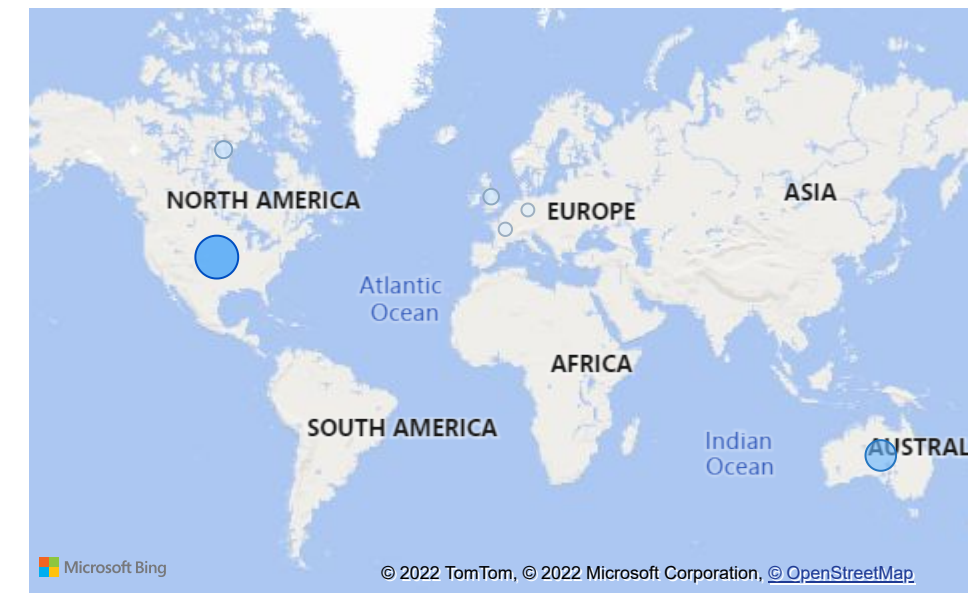 NORTH AMERICA
ASIA
EUROPE
Atlantic
Ocean
AFRICA
SOUTH AMERICA
Indian
Ocean
AUSTRAL
Microsoft Bing
© 2022 TomTom, © 2022 Microsoft Corporation, © OpenStreetMap